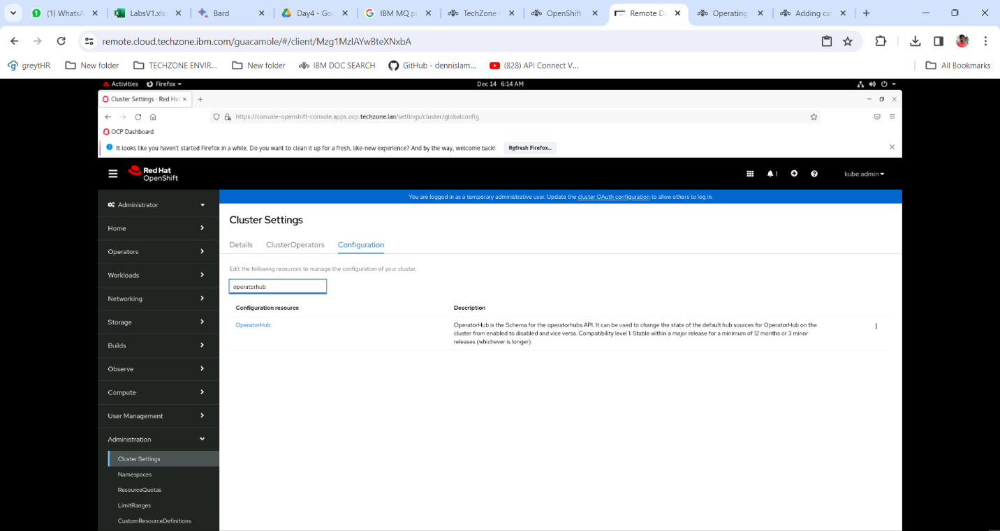 (1) WhatsA
LabsV1.xls
Bard
Day4 - Goo
IBM MQ p
TechZone C
OpenShift
Remote De
Operating
Adding ca
remote.cloud.techzone.ibm.com/guacamole/#/client/Mzg1MzlAYwBteXNxbA
greytHR
New folder
TECHZONE ENVIR...
New folder
IBM DOC SEARCH
GitHub - dennislam...
(828) API Connect V...
All Bookmarks
Activities
Firefox
Dec 14 6:14 AM
Cluster Settings · Red Hat
https://console-openshift-console.apps.ocp.techzone.lan/settings/cluster/globalconfig
OCP Dashboard
It looks like you haven't started Firefox in a while. Do you want to clean it up for a fresh, like-new experience? And by the way, welcome back!
Refresh Firefox...
Red Hat
OpenShift
1
kube:admin
You are logged in as a temporary administrative user. Update the cluster OAuth configuration to allow others to log in.
Administrator
Home
Operators
Workloads
Networking
Storage
Builds
Observe
Compute
User Management
Administration
Cluster Settings
Namespaces
ResourceQuotas
LimitRanges
CustomResourceDefinitions
Cluster Settings
Details
ClusterOperators
Configuration
Edit the following resources to manage the configuration of your cluster.
operatorhub
Configuration resource
Description
OperatorHub
OperatorHub is the Schema for the operatorhubs API. It can be used to change the state of the default hub sources for OperatorHub on the
cluster from enabled to disabled and vice versa. Compatibility level 1: Stable within a major release for a minimum of 12 months or 3 minor
releases (whichever is longer).